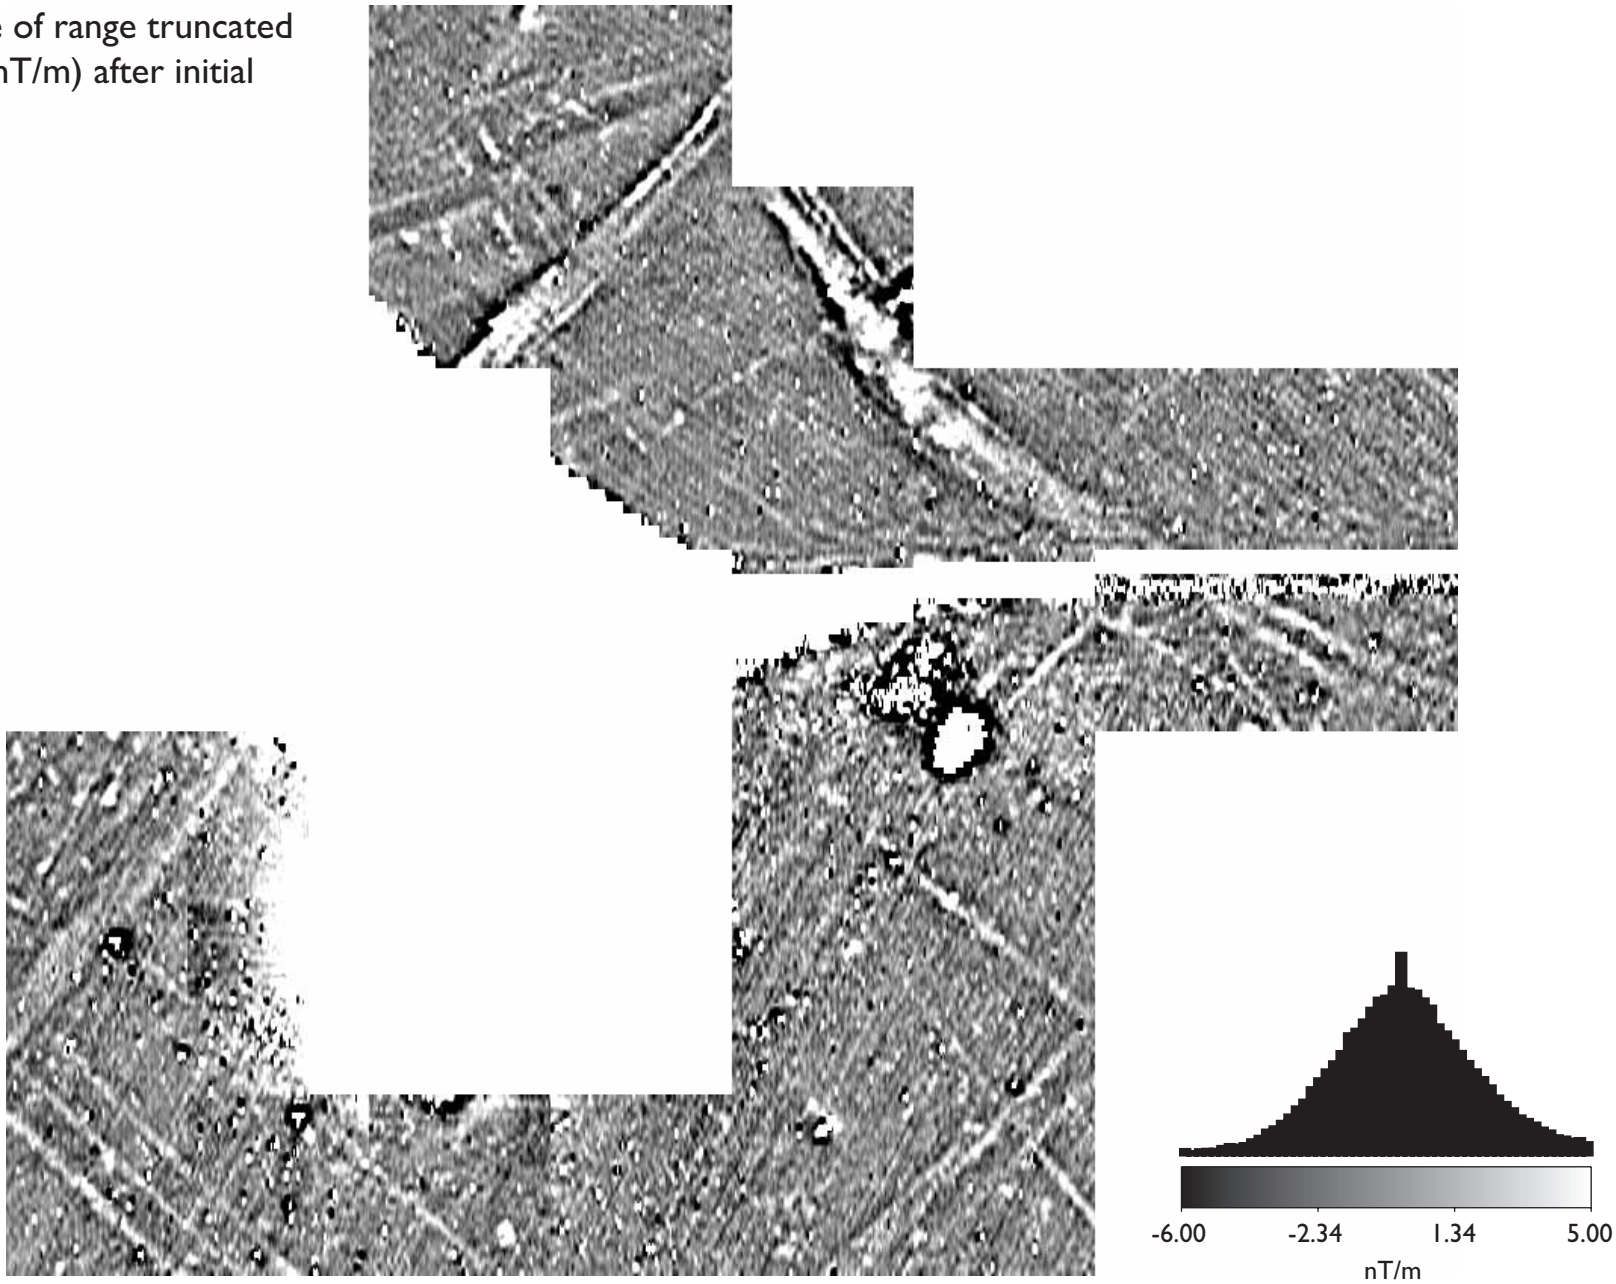 of range truncated
nT/m) after initial
-6.00 -2.34 1.34 5.00
nT/m